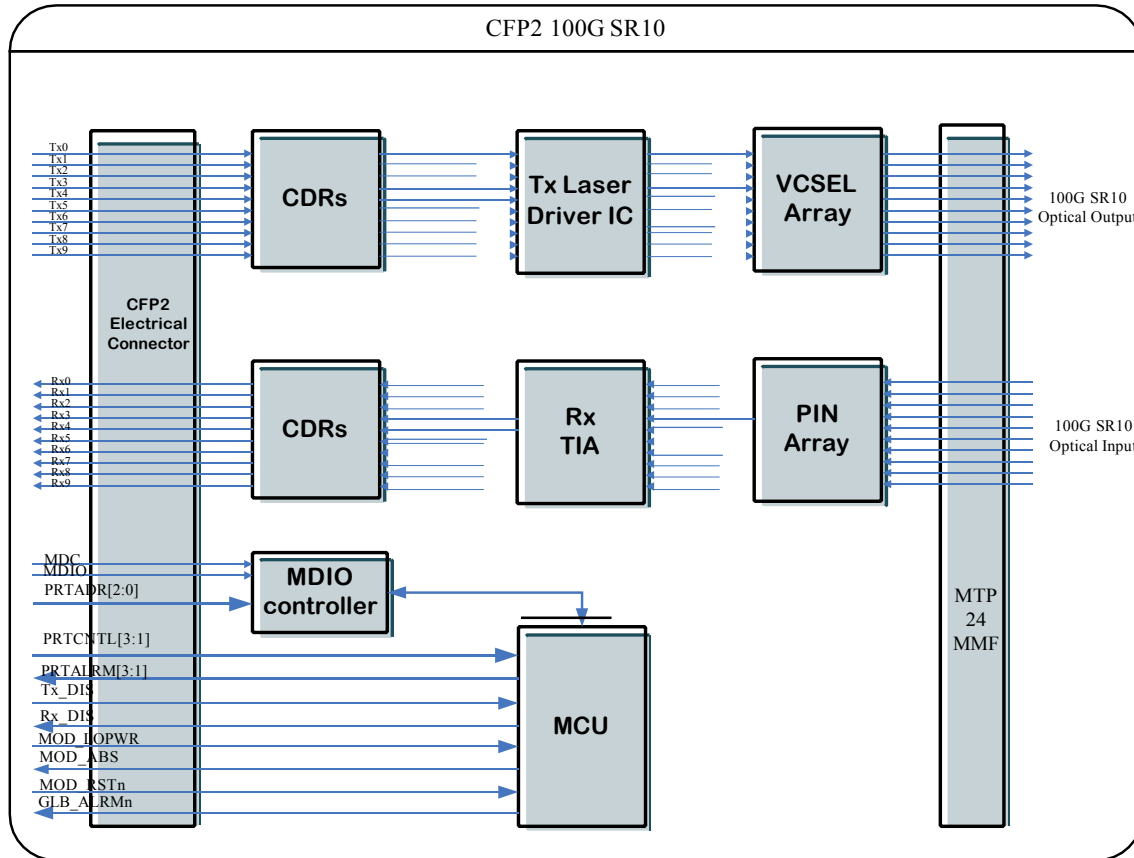 CFP2 100G SR10
Tx0
Tx1
Tx2
Tx3
Tx4
Tx5
Tx6
Tx7
Tx8
Tx9
CFP2
Electrical
Connector
CDRs
Tx Laser
Driver IC
VCSEL
Array
100G SR10
Optical Output
Rx0
Rx1
Rx2
Rx3
Rx4
Rx5
Rx6
Rx7
Rx8
Rx9
CDRs
Rx
TIA
PIN
Array
100G SR10
Optical Input
MDC
MDIO
PRTADR[2:0]
MDIO
controller
MTP
24
MMF
PRTCNTL[3:1]
PRTALRM[3:1]
Tx_DIS
Rx_DIS
MOD_LOPWR
MOD_ABS
MOD_RSTn
GLB_ALRMn
MCU